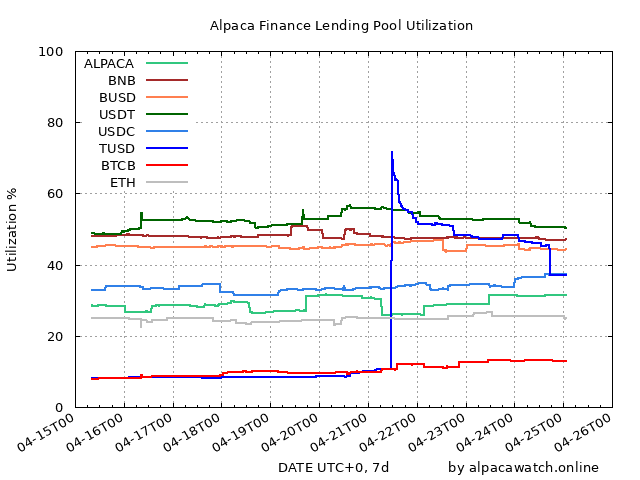 Alpaca Finance Lending Pool Utilization
Utilization %
100
80
60
40
20
0
ALPACA
BNB
BUSD
USDT
USDC
TUSD
BTCB
ETH
04-15T00
04-16T00
04-17T00
04-18T00
04-19T00
04-20T00
04-21T00
04-22T00
04-23T00
04-24T00
04-25T00
04-26T00
DATE UTC+0, 7d
by alpacawatch.online